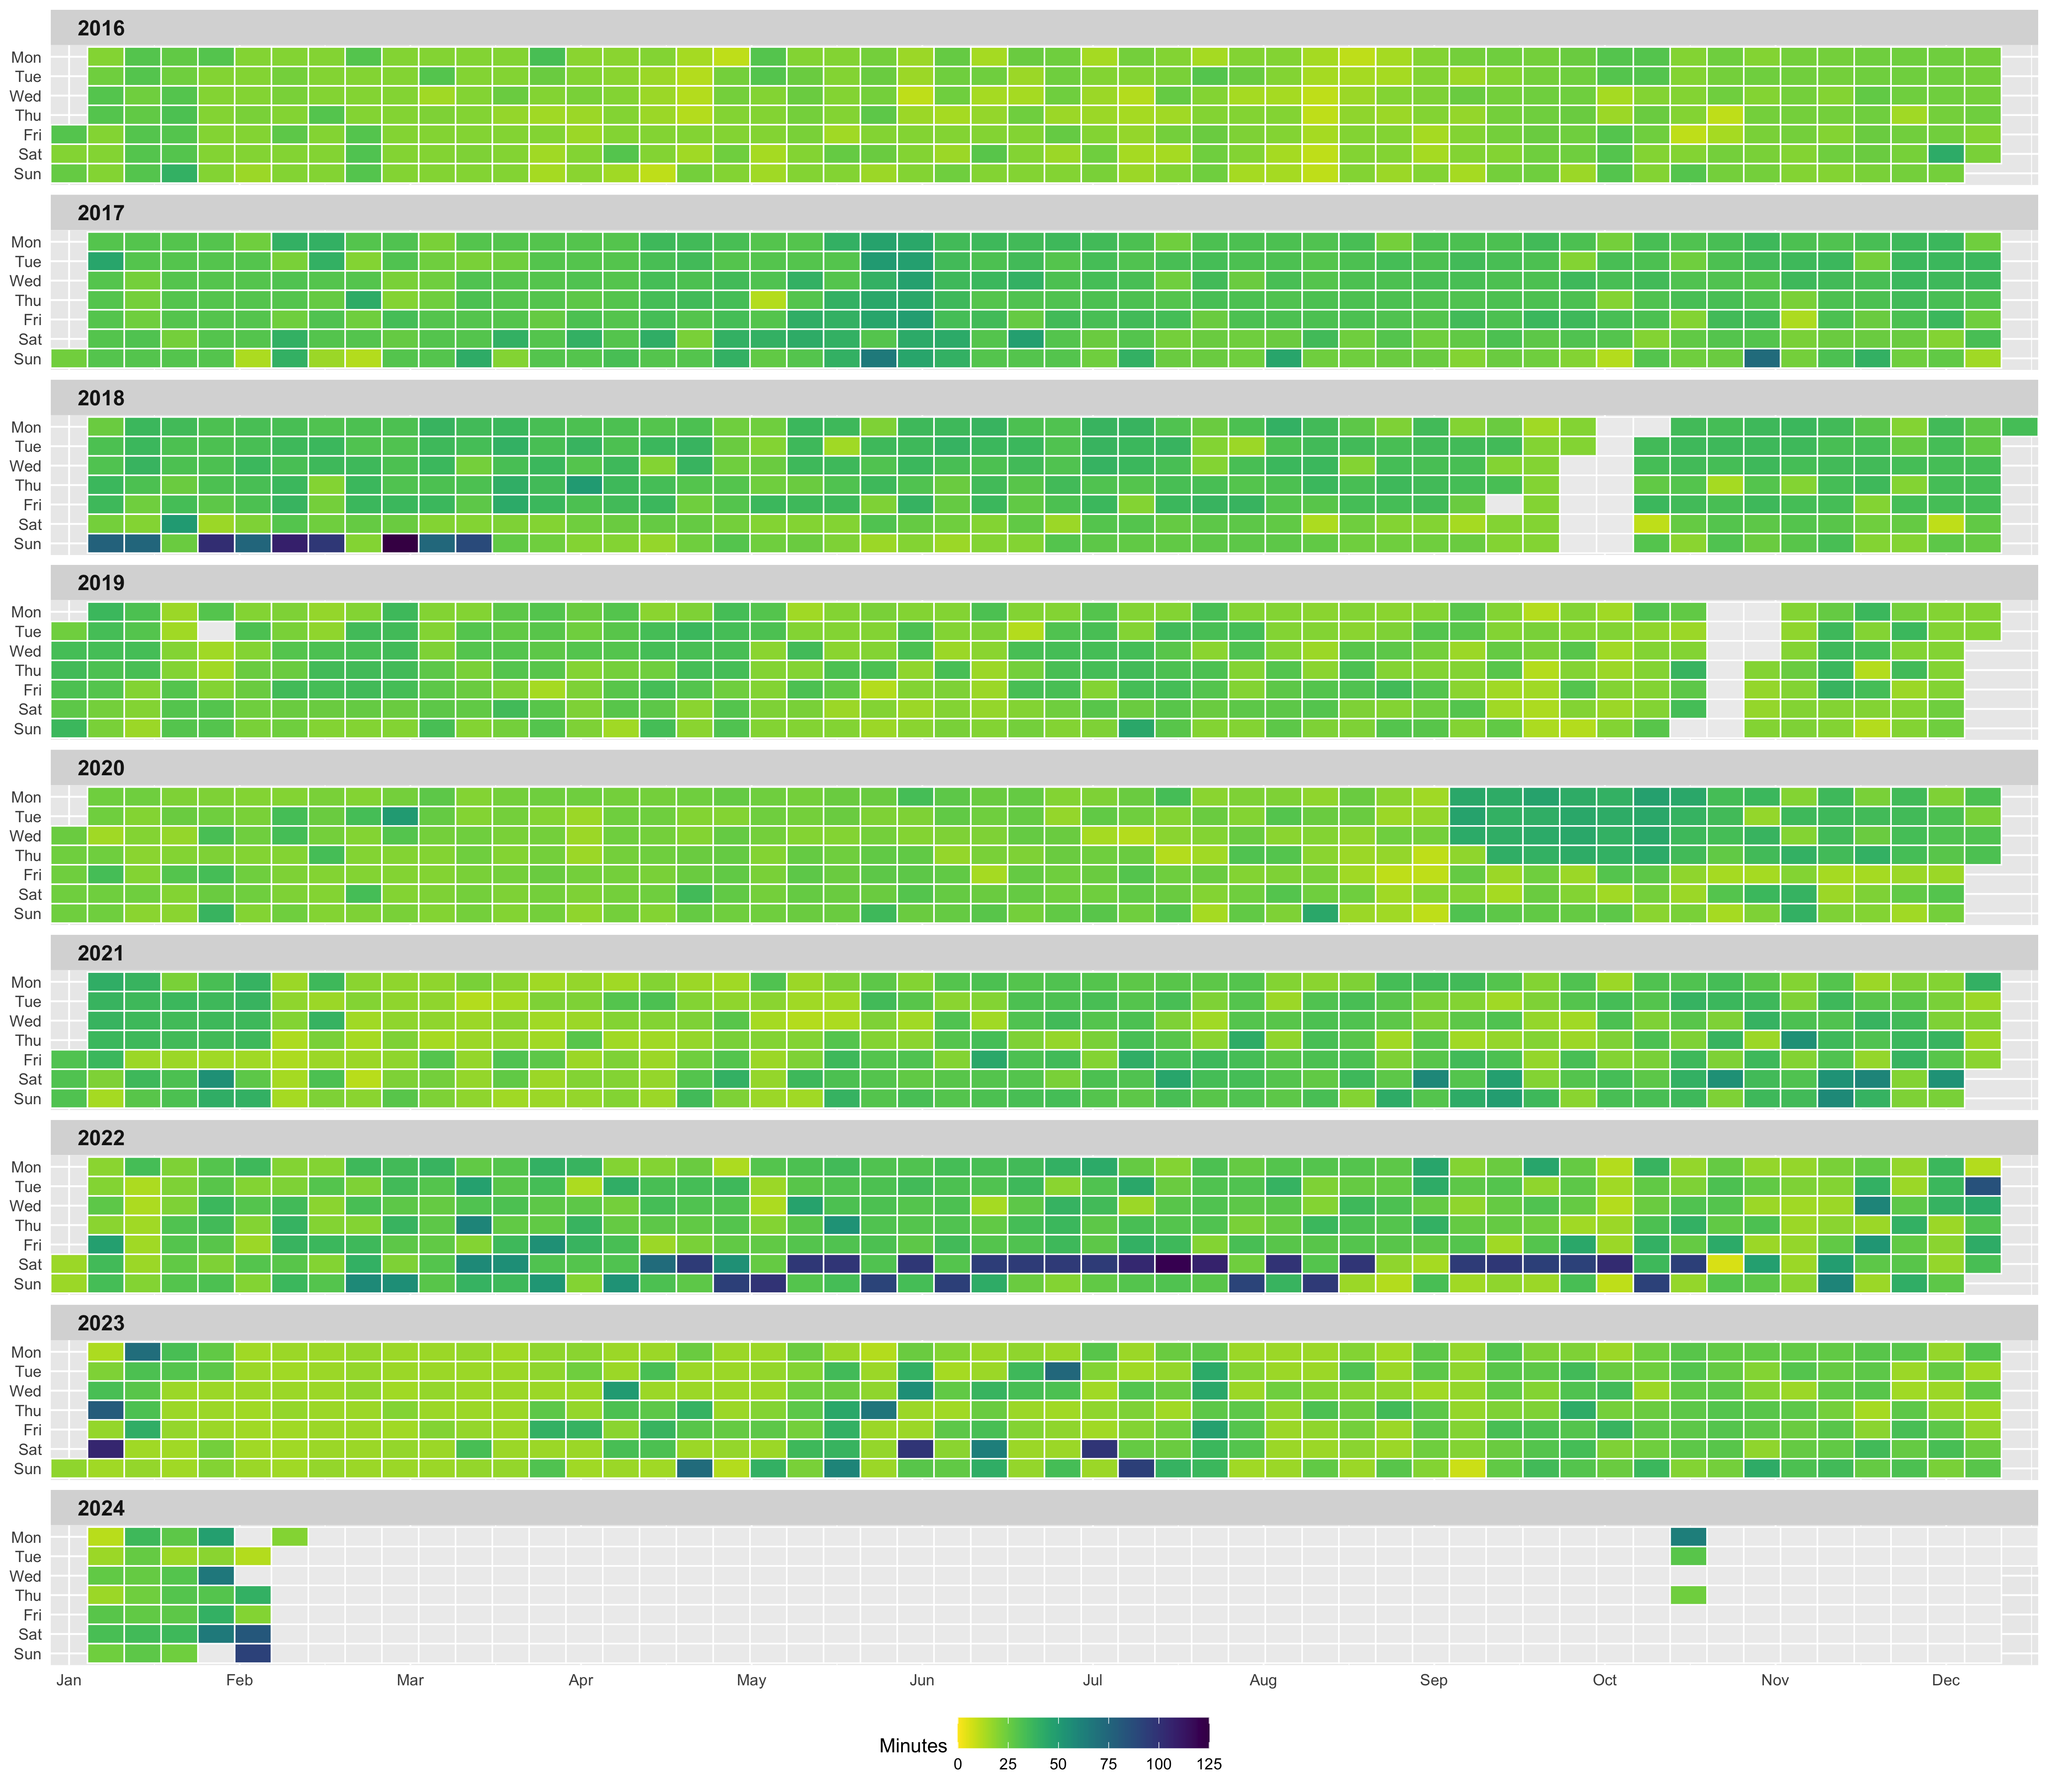 2016
Mon
Tue
Wed
Thu
Fri
Sat
Sun
2017
Mon
Tue
Wed
Thu
Fri
Sat
Sun
2018
Mon
Tue
Wed
Thu
Fri
Sat
Sun
2019
Mon
Tue
Wed
Thu
Fri
Sat
Sun
2020
Mon
Tue
Wed
Thu
Fri
Sat
Sun
2021
Mon
Tue
Wed
Thu
Fri
Sat
Sun
2022
Mon
Tue
Wed
Thu
Fri
Sat
Sun
2023
Mon
Tue
Wed
Thu
Fri
Sat
Sun
2024
Mon
Tue
Wed
Thu
Fri
Sat
Sun
Jan Feb Mar Apr May Jun Jul Aug Sep Oct Nov Dec
Minutes
0 25 50 75 100 125